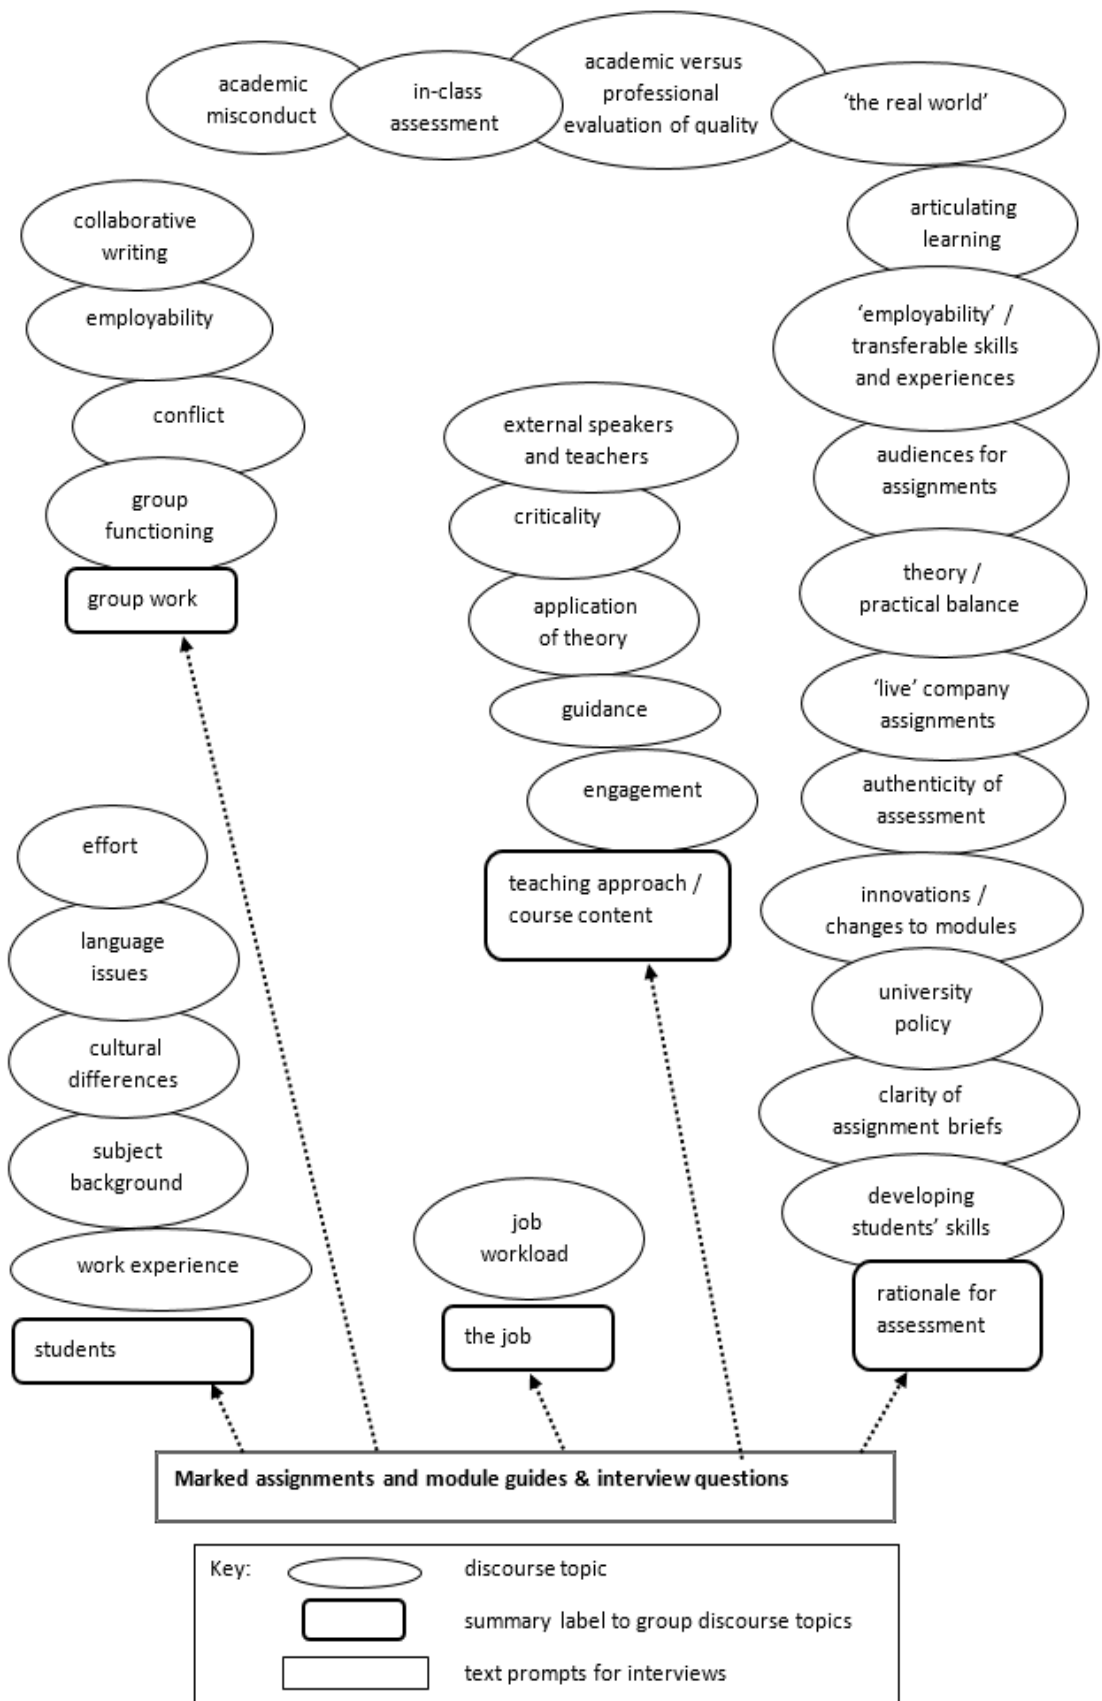 academic
misconduct
in-class
assessment
academic versus
professional
evaluation of quality
‘the real world’
articulating
learning
‘employability’ /
transferable skills
and experiences
audiences for
assignments
theory /
practical balance
‘live’ company
assignments
authenticity of
assessment
innovations /
changes to modules
university
policy
clarity of
assignment briefs
developing
students’ skills
rationale for
assessment
collaborative
writing
employability
conflict
group
functioning
group work
external speakers
and teachers
criticality
application
of theory
guidance
engagement
teaching approach /
course content
effort
language
issues
cultural
differences
subject
background
work experience
students
job
workload
the job
Marked assignments and module guides & interview questions
Key:
discourse topic
summary label to group discourse topics
text prompts for interviews